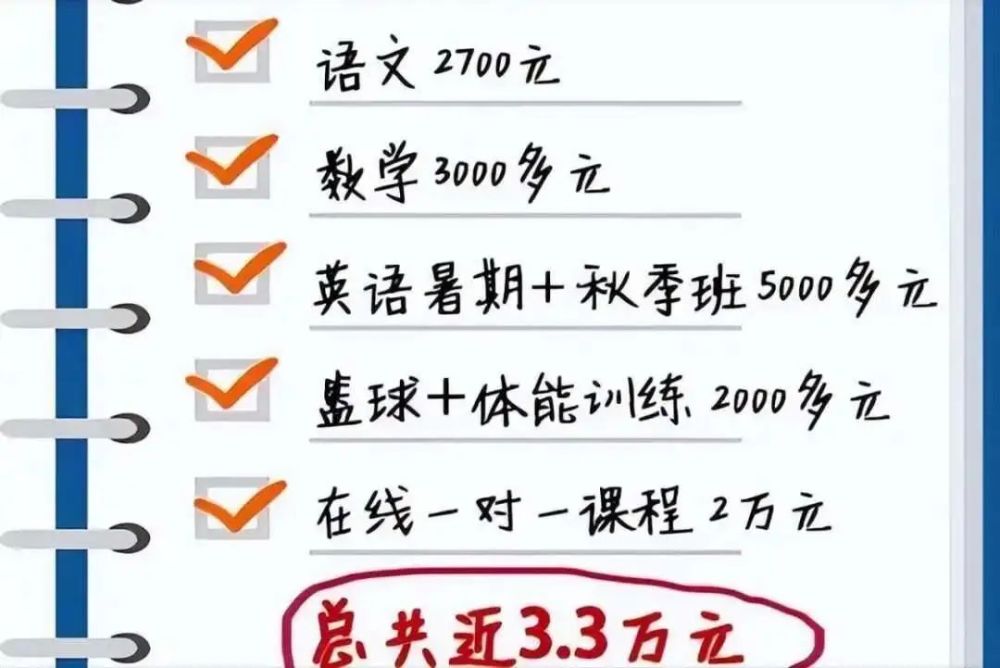 语文 2700元
数学 3000多元
英语暑期+秋季班 5000多元
篮球+体能训练 2000多元
在线一对一课程 2万元
总共近3.3万元